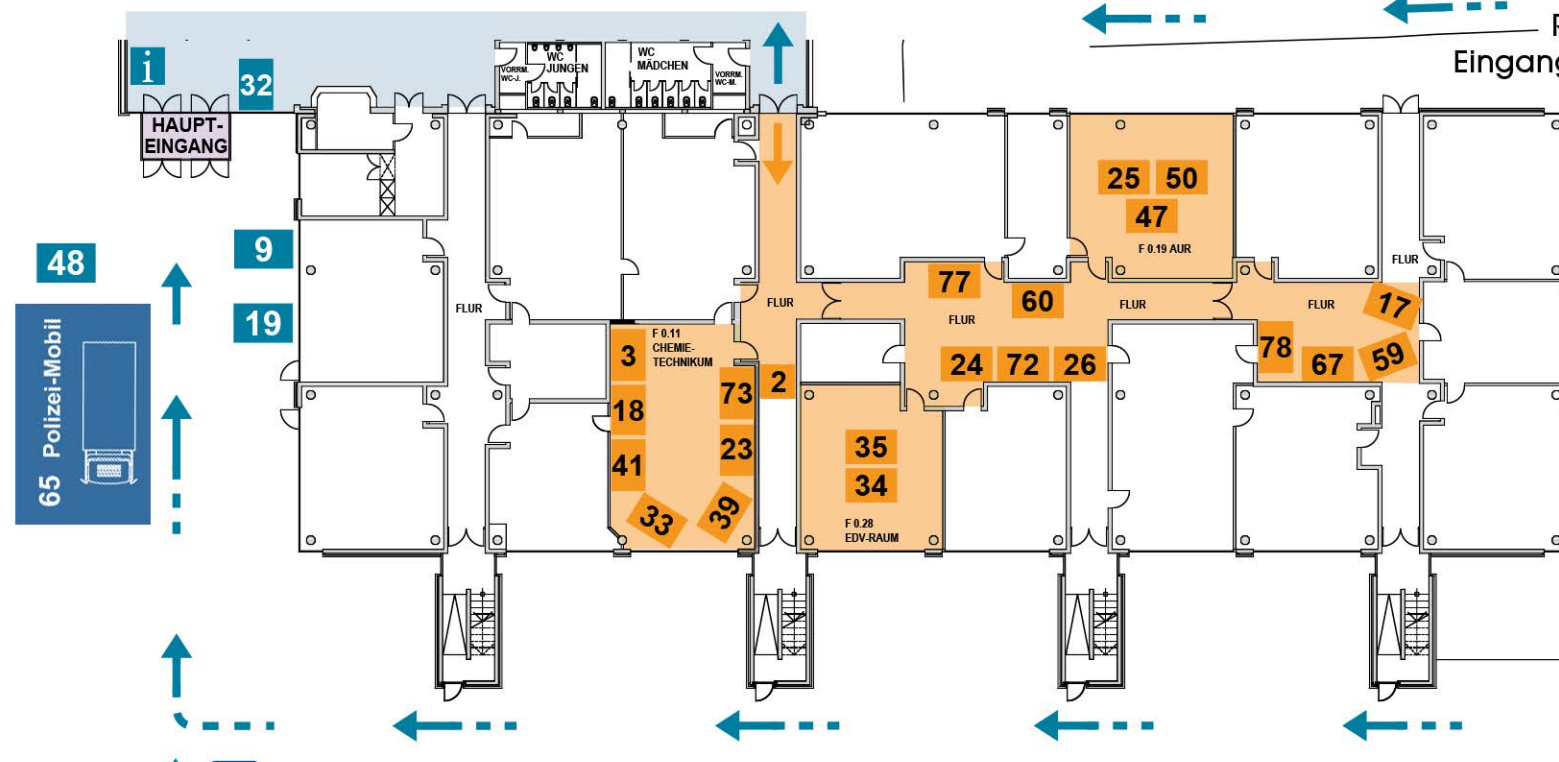 R
Eingang
i
32
HAUPT-
EINGANG
VORRM.
WC-J.
WC
JUNGEN
WC
MÄDCHEN
VORRM.
WC-M.
25 50
47
F 0.19 AUR
48
9
19
65 Polizei-Mobil
FLUR
FLUR
77
60
FLUR
FLUR
FLUR
FLUR
17
3
F 0.11
CHEMIE-
TECHNIKUM
18
41
33
73
23
39
2
24 72 26
78
67
59
35
34
F 0.28
EDV-RAUM